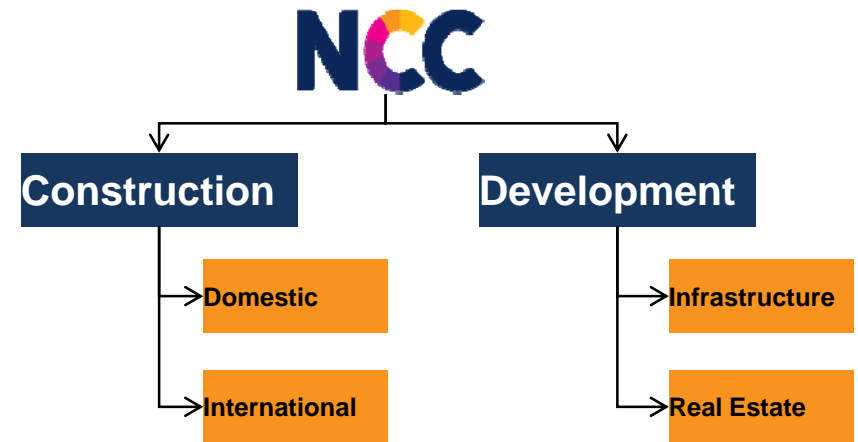 NCC
Construction
Development
Domestic
Infrastructure
International
Real Estate